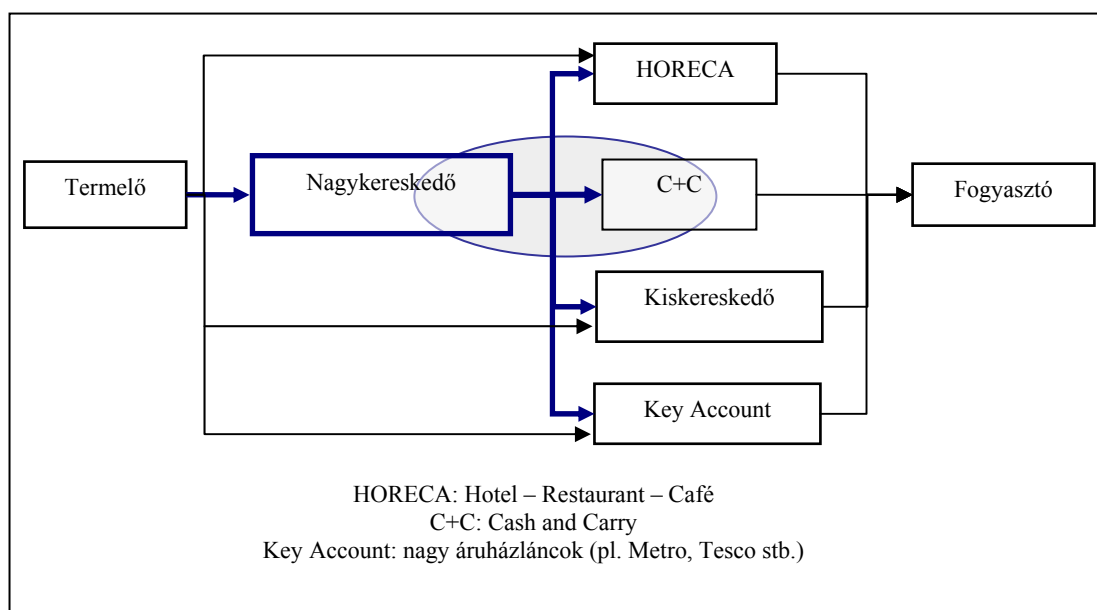 HORECA
Termelő
Nagykereskedő
C+C
Fogyasztó
Kiskereskedő
Key Account
HORECA: Hotel – Restaurant – Café
C+C: Cash and Carry
Key Account: nagy áruházláncok (pl. Metro, Tesco stb.)